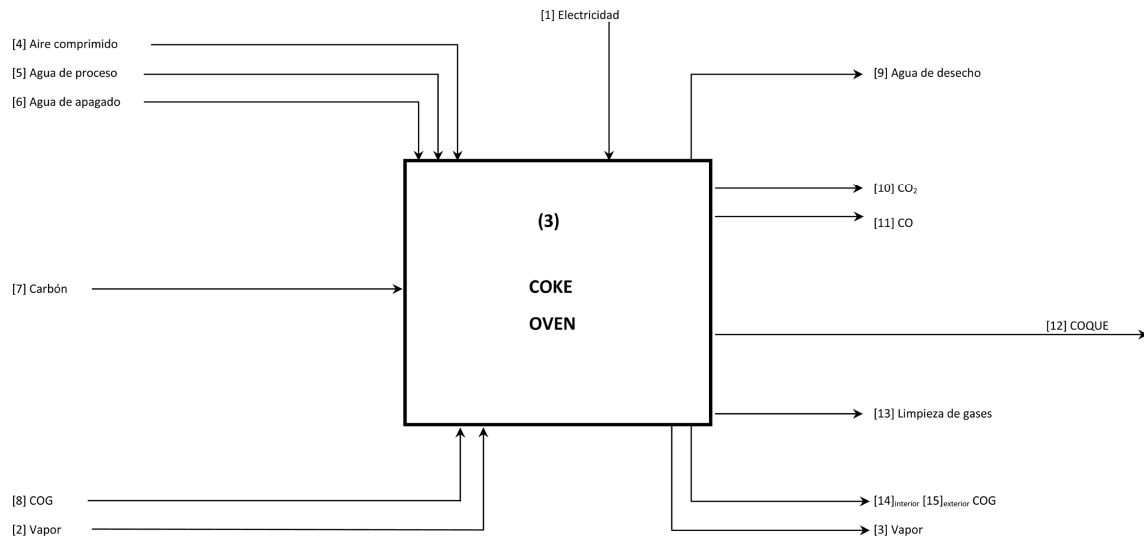 [1] Electricidad
[4] Aire comprimido
[5] Agua de proceso
[6] Agua de apagado
[9] Agua de desecho
[10] CO₂
[11] CO
(3)
COKE
OVEN
[7] Carbón
[12] COQUE
[13] Limpieza de gases
[8] COG
[2] Vapor
[14]interior [15]exterior COG
[3] Vapor